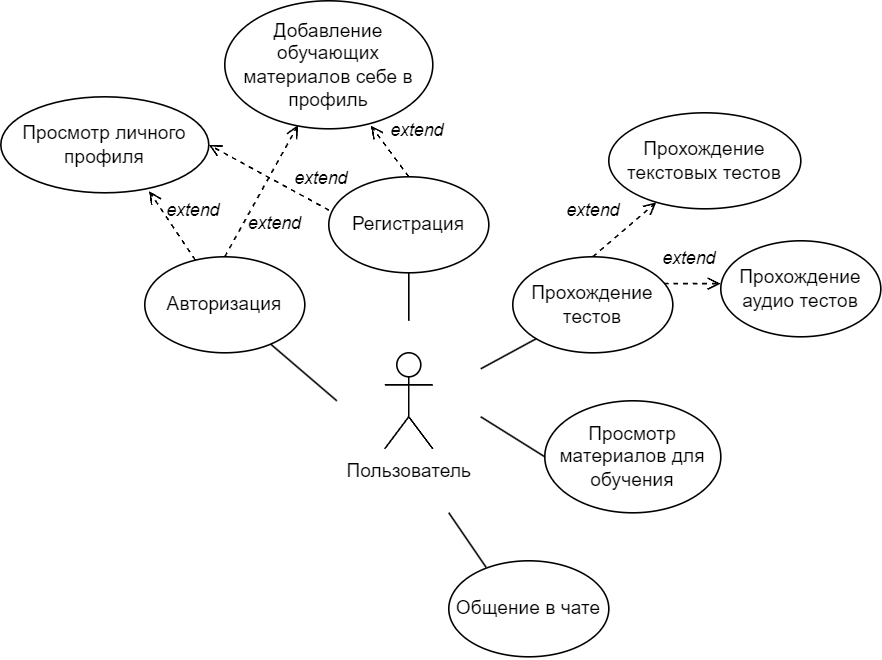 Добавление
обучающих
материалов себе в
профиль
Просмотр личного
профиля
extend
extend
extend
extend
Регистрация
Авторизация
Прохождение
текстовых тестов
extend
extend
Прохождение
тестов
Прохождение
аудио тестов
Пользователь
Просмотр
материалов для
обучения
Общение в чате